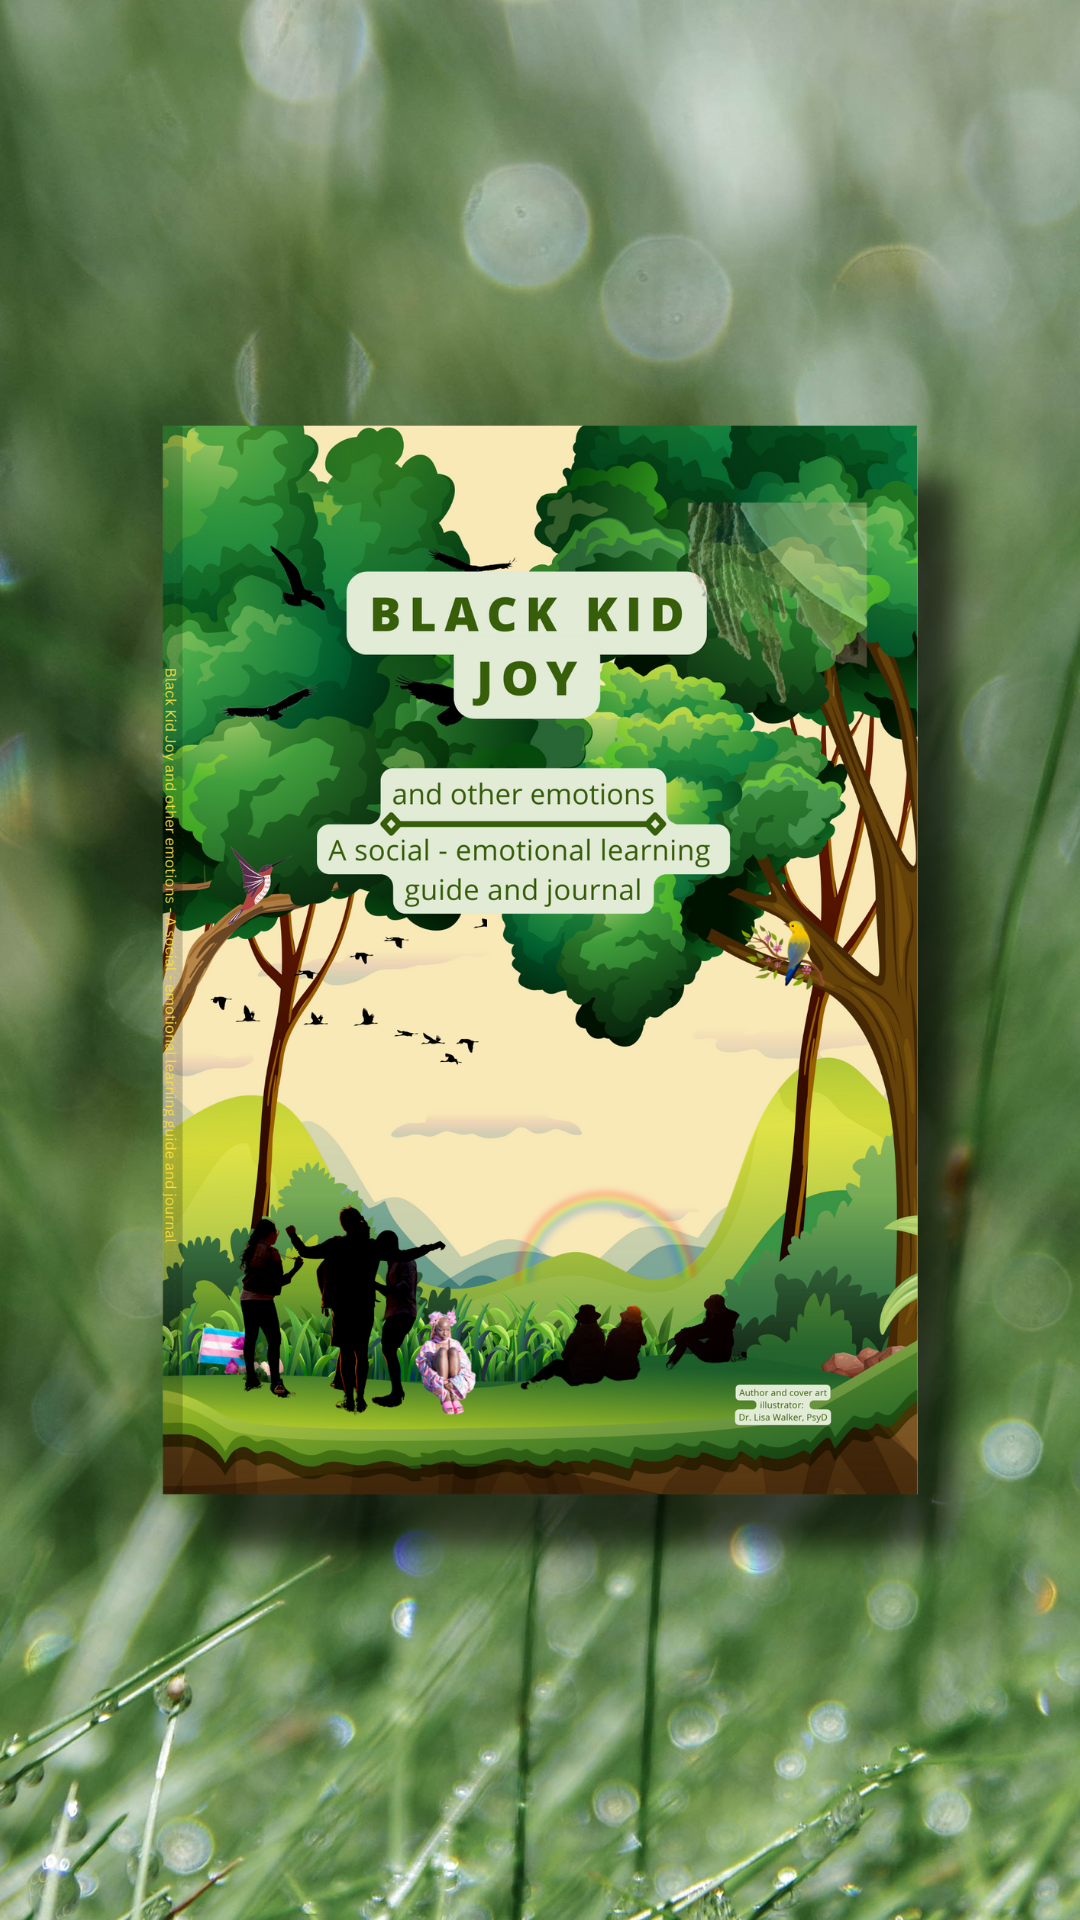 BLACK KID
JOY
and other emotions
A social - emotional learning
guide and journal
Black Kid Joy and other emotions - A social - emotional learning guide and journal
Author and cover art
illustrator:
Dr. Lisa Walker, PsyD